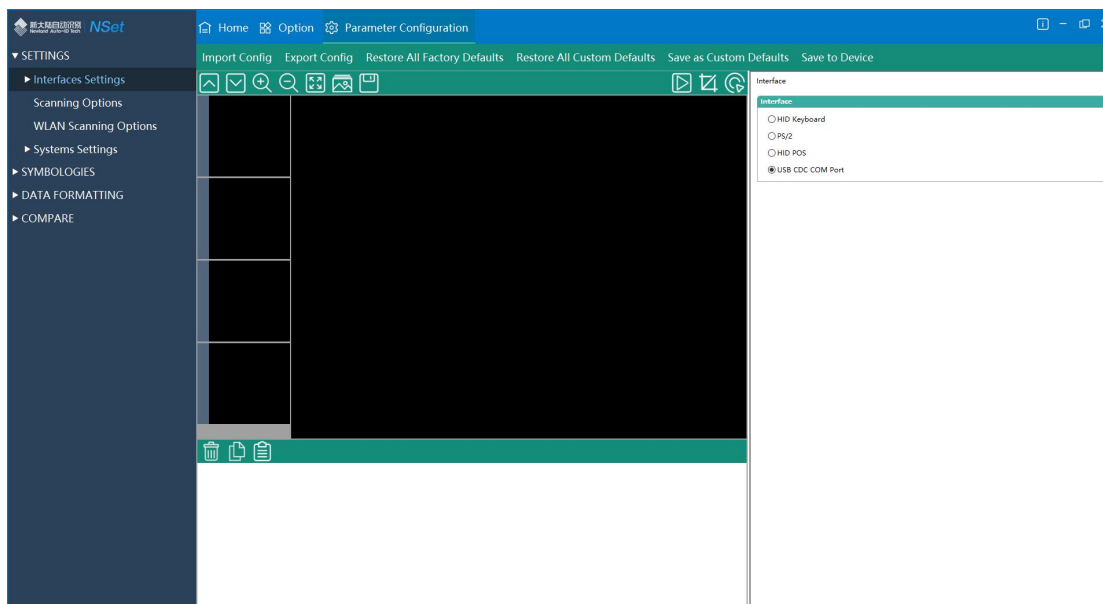 新大陆自动识别
Newland Auto-ID Tech
NSet
Home Option Parameter Configuration
SETTINGS
Interfaces Settings
Scanning Options
WLAN Scanning Options
Systems Settings
SYMBOLOGIES
DATA FORMATTING
COMPARE
Import Config Export Config Restore All Factory Defaults Restore All Custom Defaults Save as Custom Defaults Save to Device
Interface
Interface
HID Keyboard
PS/2
HID POS
USB CDC COM Port